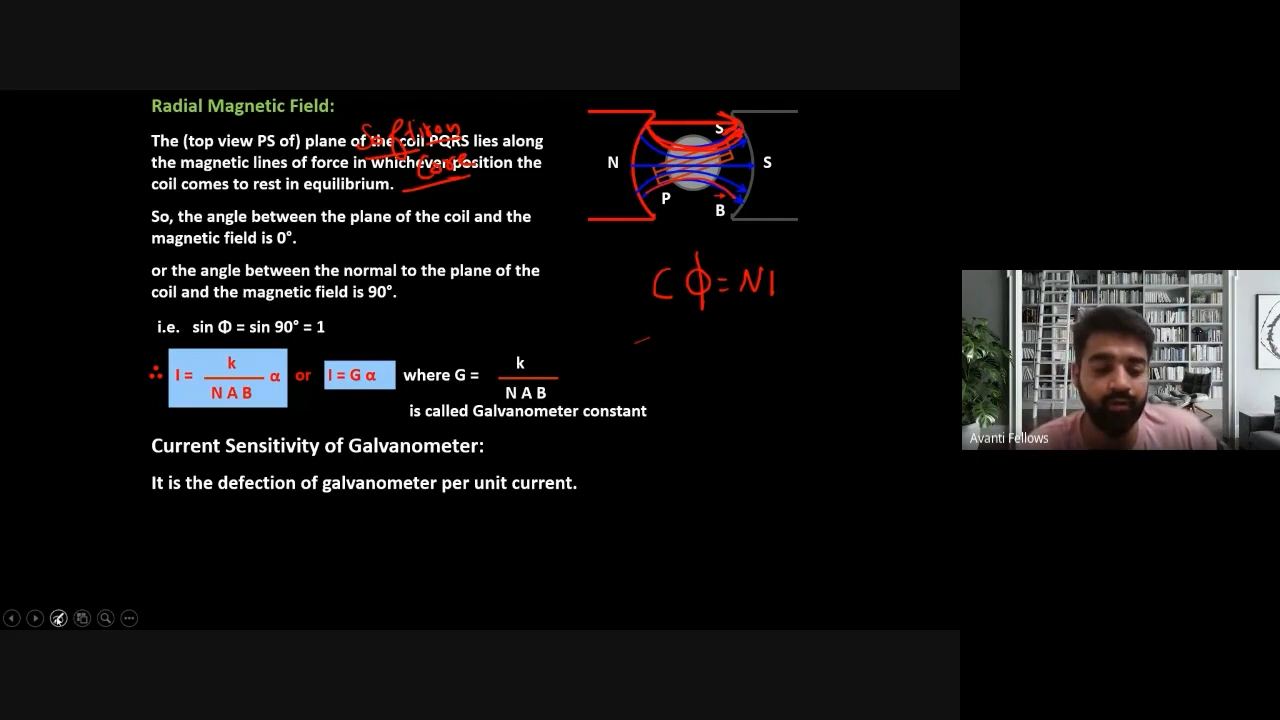 Radial Magnetic Field:
Soft iron
The (top view PS of) plane of the coil PQRS lies along
the magnetic lines of force in whichever position the
Core
coil comes to rest in equilibrium.
So, the angle between the plane of the coil and the
magnetic field is 0°.
or the angle between the normal to the plane of the
coil and the magnetic field is 90°.
i.e. sin Φ = sin 90° = 1
∴ I = k / N A B α or I = G α where G = k / N A B
is called Galvanometer constant
Current Sensitivity of Galvanometer:
It is the defection of galvanometer per unit current.
S
N
S
P
B
C ϕ = NI
Avanti Fellows